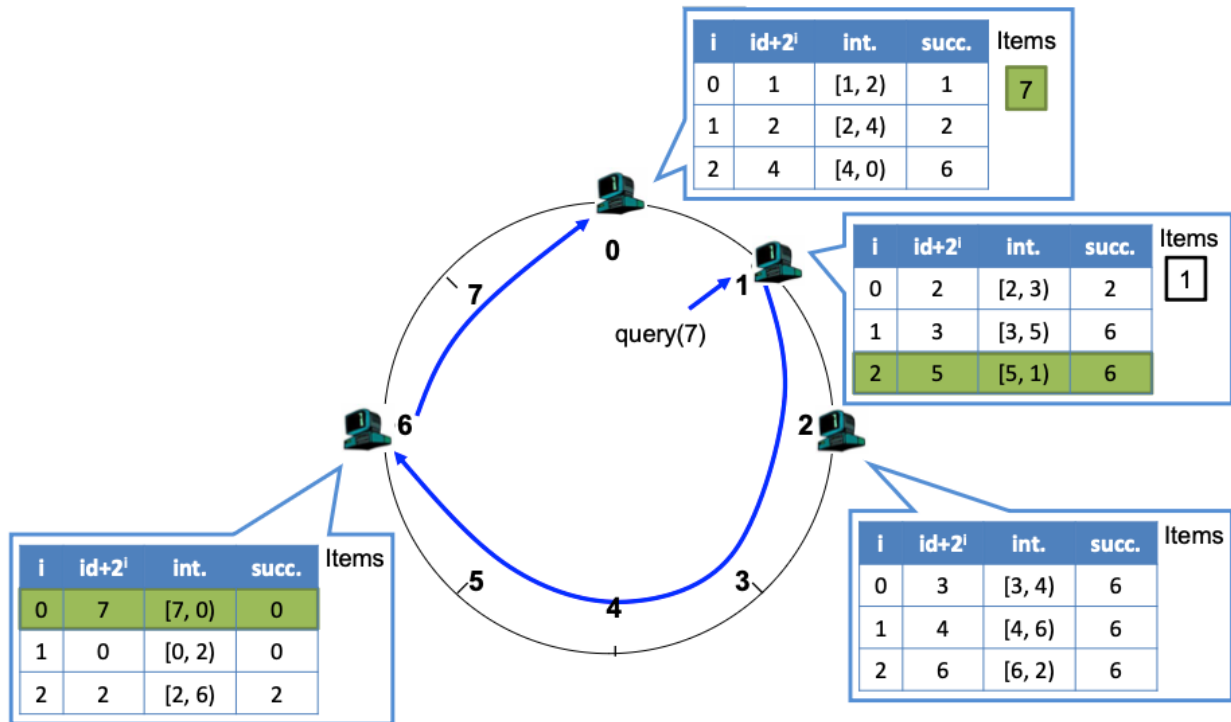 i id+2ⁱ int. succ. Items
0 1 [1, 2) 1 7
1 2 [2, 4) 2
2 4 [4, 0) 6
i id+2ⁱ int. succ. Items
0 2 [2, 3) 2 1
1 3 [3, 5) 6
2 5 [5, 1) 6
0
1
7
query(7)
6
2
5
4
3
i id+2ⁱ int. succ. Items
0 7 [7, 0) 0
1 0 [0, 2) 0
2 2 [2, 6) 2
i id+2ⁱ int. succ. Items
0 3 [3, 4) 6
1 4 [4, 6) 6
2 6 [6, 2) 6